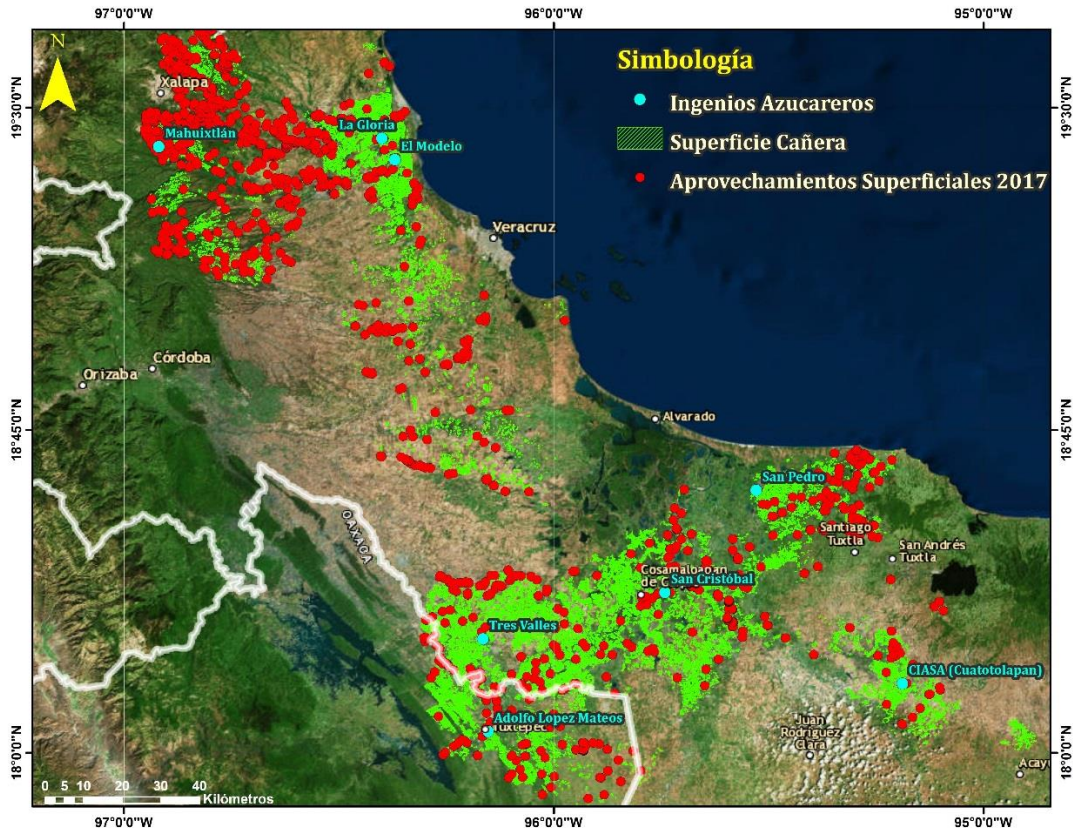 97°0'0"W
96°0'0"W
95°0'0"W
N
Simbología
Ingenios Azucareros
Superficie Cañera
Aprovechamientos Superficiales 2017
Xalapa
19°30'0"N
19°30'0"N
Mahuixtlán
La Gloria
El Modelo
Veracruz
Córdoba
Orizaba
Alvarado
18°45'0"N
18°45'0"N
San Pedro
OAXACA
Santiago
Tuxtla
San Andrés
Tuxtla
Cosamaloapan
de C
San Cristóbal
Tres Valles
CIASA (Cuatotolapan)
Adolfo Lopez Mateos
Tuxtepec
Juan
Rodríguez
Clara
18°0'0"N
18°0'0"N
Acayu
0 5 10 20 30 40
Kilómetros
97°0'0"W
96°0'0"W
95°0'0"W